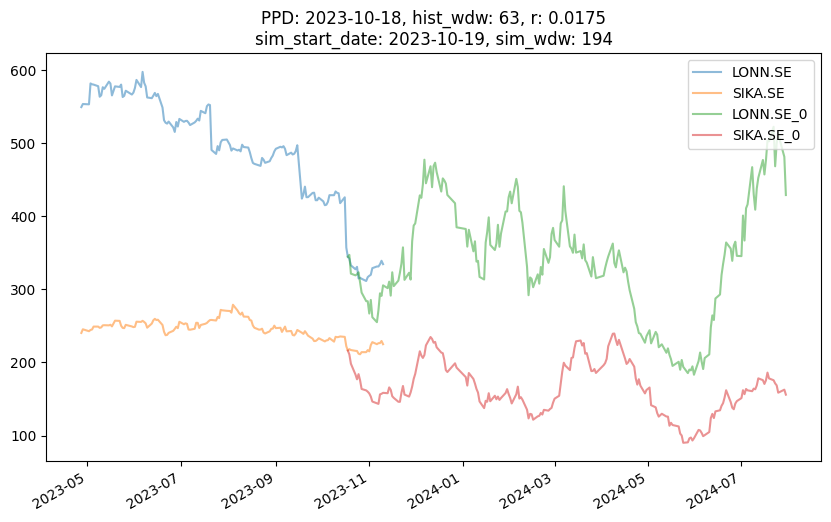 PPD: 2023-10-18, hist_wdw: 63, r: 0.0175
sim_start_date: 2023-10-19, sim_wdw: 194
LONN.SE
SIKA.SE
LONN.SE_0
SIKA.SE_0
600
500
400
300
200
100
2023-05
2023-07
2023-09
2023-11
2024-01
2024-03
2024-05
2024-07